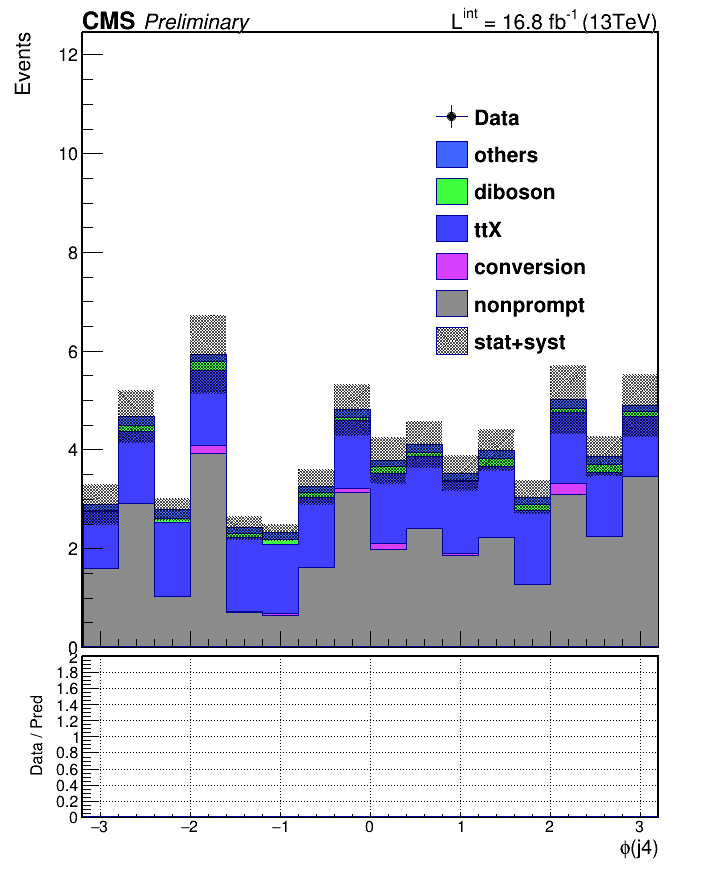 CMS Preliminary L^int = 16.8 fb^-1 (13TeV)
Events
12
10
8
6
4
2
0
Data
others
diboson
ttX
conversion
nonprompt
stat+syst
Data / Pred
2
1.8
1.6
1.4
1.2
1
0.8
0.6
0.4
0.2
0
−3 −2 −1 0 1 2 3
ϕ(j4)